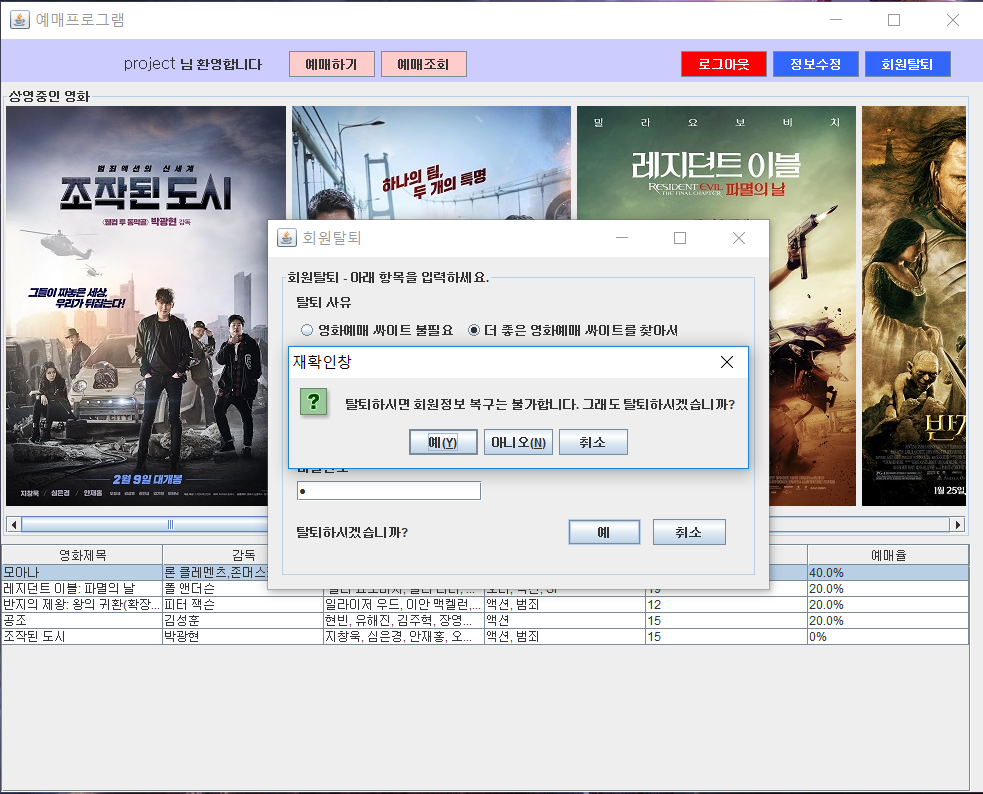 예매프로그램
project 님 환영합니다 예매하기 예매조회 로그아웃 정보수정 회원탈퇴
상영중인 영화
범죄액션의 신세계
조작된 도시
<웰컴 투 동막골> 박광현 감독
그들이 짜놓은 세상,
우리가 뒤집는다!
2월 9일 대개봉
지창욱 심은경 안재홍
하나의 팀,
두 개의 특명
밀 라 요 보 비 치
레지던트 이블
RESIDENT EVIL 파멸의 날
THE FINAL CHAPTER
반지
1월 25일,
회원탈퇴
회원탈퇴 - 아래 항목을 입력하세요.
탈퇴 사유
영화예매 싸이트 불필요 더 좋은 영화예매 싸이트를 찾아서
재확인창
탈퇴하시면 회원정보 복구는 불가합니다. 그래도 탈퇴하시겠습니까?
예(Y) 아니오(N) 취소
탈퇴하시겠습니까? 예 취소
영화제목 감독 예매율
모아나 론 클레멘츠,존머스 40.0%
레지던트 이블: 파멸의 날 폴 앤더슨 20.0%
반지의 제왕: 왕의 귀환(확장... 피터 잭슨 일라이저 우드, 이안 맥켈런,... 액션, 범죄 12 20.0%
공조 김성훈 현빈, 유해진, 김주혁, 장영... 액션 15 20.0%
조작된 도시 박광현 지창욱, 심은경, 안재홍, 오... 액션, 범죄 15 0%